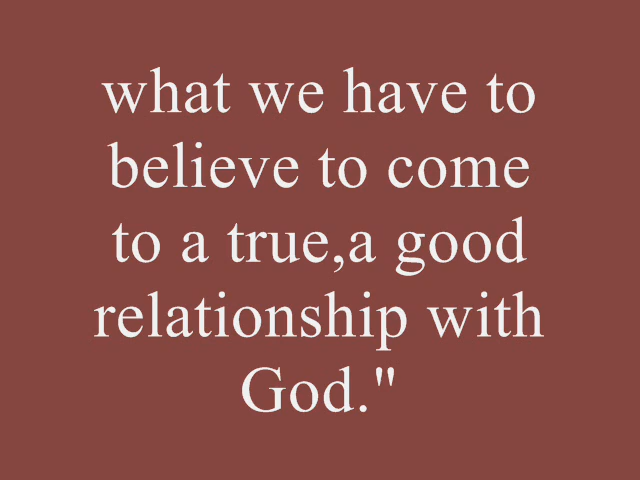 what we have to
believe to come
to a true,a good
relationship with
God."